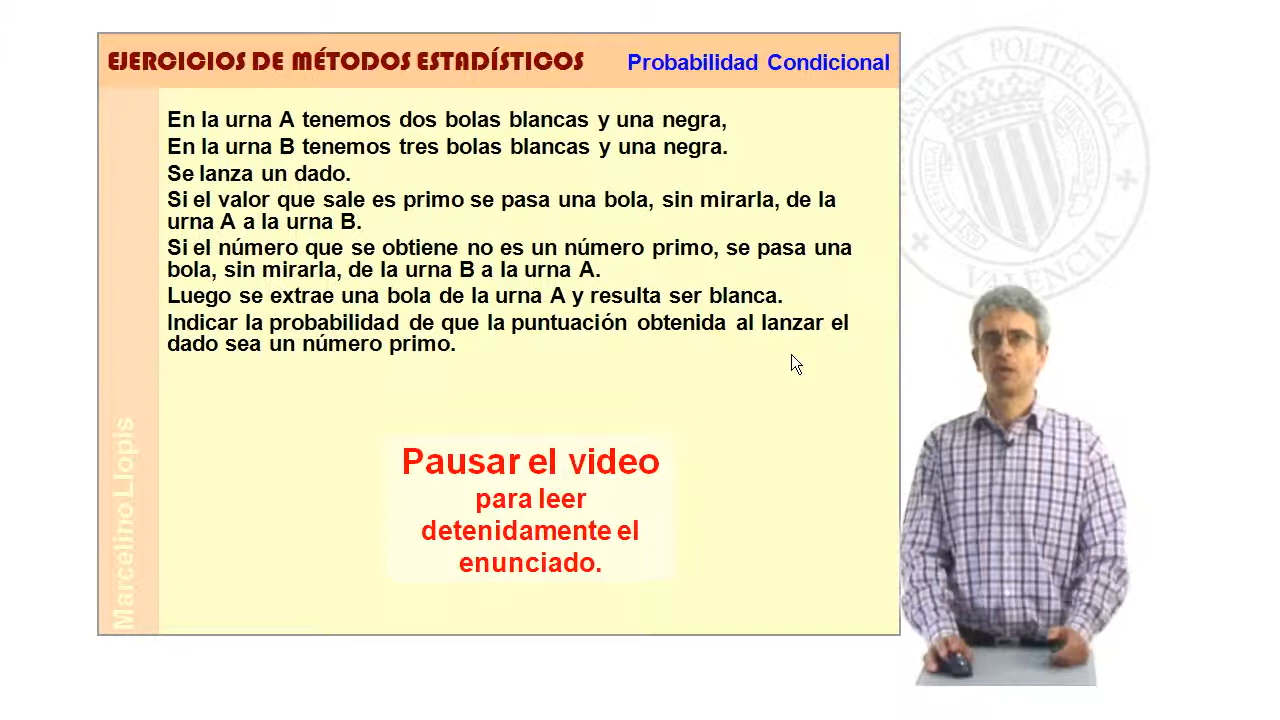 EJERCICIOS DE MÉTODOS ESTADÍSTICOS
Probabilidad Condicional
En la urna A tenemos dos bolas blancas y una negra,
En la urna B tenemos tres bolas blancas y una negra.
Se lanza un dado.
Si el valor que sale es primo se pasa una bola, sin mirarla, de la
urna A a la urna B.
Si el número que se obtiene no es un número primo, se pasa una
bola, sin mirarla, de la urna B a la urna A.
Luego se extrae una bola de la urna A y resulta ser blanca.
Indicar la probabilidad de que la puntuación obtenida al lanzar el
dado sea un número primo.
Pausar el video
para leer
detenidamente el
enunciado.
Marcelino Llopis
POLITÈCNICA
VALÈNCIA